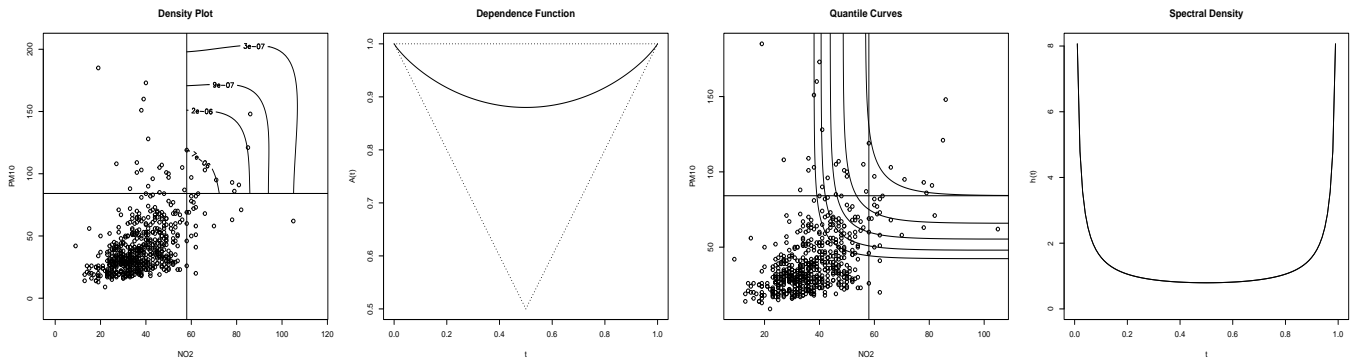 Density Plot
3e-07
9e-07
2e-06
PM10
200
150
100
50
0
0 20 40 60 80 100 120
NO2
Dependence Function
A(t)
1.0
0.9
0.8
0.7
0.6
0.5
0.0 0.2 0.4 0.6 0.8 1.0
t
Quantile Curves
PM10
150
100
50
20 40 60 80 100
NO2
Spectral Density
h(t)
8
6
4
2
0
0.0 0.2 0.4 0.6 0.8 1.0
t